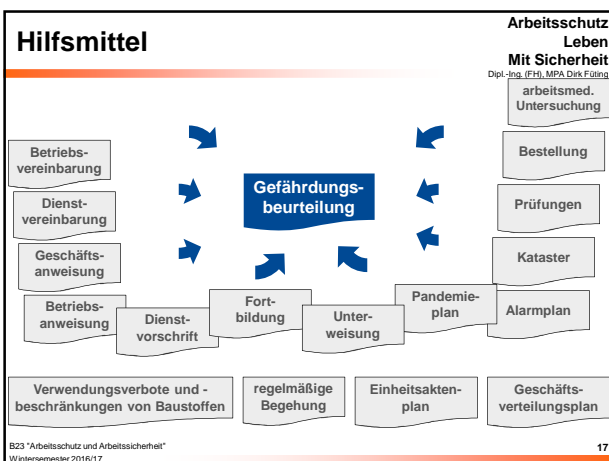 Hilfsmittel
Arbeitsschutz
Leben
Mit Sicherheit
Dipl.-Ing. (FH), MPA Dirk Füting
arbeitsmed.
Untersuchung
Betriebs-
vereinbarung
Bestellung
Gefährdungs-
beurteilung
Dienst-
vereinbarung
Prüfungen
Geschäfts-
anweisung
Kataster
Betriebs-
anweisung
Dienst-
vorschrift
Fort-
bildung
Unter-
weisung
Pandemie-
plan
Alarmplan
Verwendungsverbote und -
beschränkungen von Baustoffen
regelmäßige
Begehung
Einheitsakten-
plan
Geschäfts-
verteilungsplan
B23 "Arbeitsschutz und Arbeitssicherheit"
Wintersemester 2016/17
17